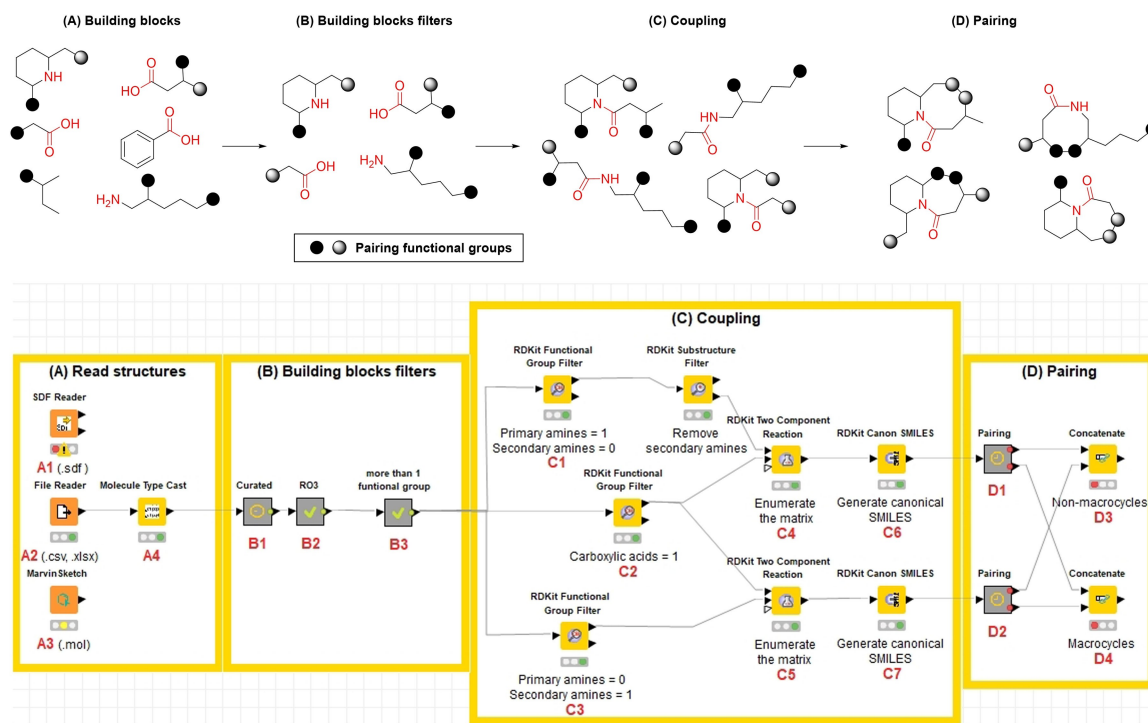 (A) Building blocks
(B) Building blocks filters
(C) Coupling
(D) Pairing
NH
O
HO
O
OH
O
OH
H2N
NH
O
HO
O
OH
H2N
N
O
HN
O
O
NH
N
O
N
O
O
NH
N
O
O
N
Pairing functional groups
(A) Read structures
SDF Reader
SDF
A1 (.sdf)
File Reader
Molecule Type Cast
A2 (.csv, .xlsx)
A4
MarvinSketch
A3 (.mol)
(B) Building blocks filters
Curated
RO3
more than 1
funtional group
B1
B2
B3
(C) Coupling
RDKit Functional
Group Filter
RDKit Substructure
Filter
Primary amines = 1
Secondary amines = 0
C1
Remove
secondary amines
RDKit Functional
Group Filter
Carboxylic acids = 1
C2
RDKit Functional
Group Filter
Primary amines = 0
Secondary amines = 1
C3
RDKit Two Component
Reaction
RDKit Canon SMILES
Enumerate
the matrix
C4
Generate canonical
SMILES
C6
RDKit Two Component
Reaction
RDKit Canon SMILES
Enumerate
the matrix
C5
Generate canonical
SMILES
C7
(D) Pairing
Pairing
Concatenate
D1
Non-macrocycles
D3
Pairing
Concatenate
D2
Macrocycles
D4